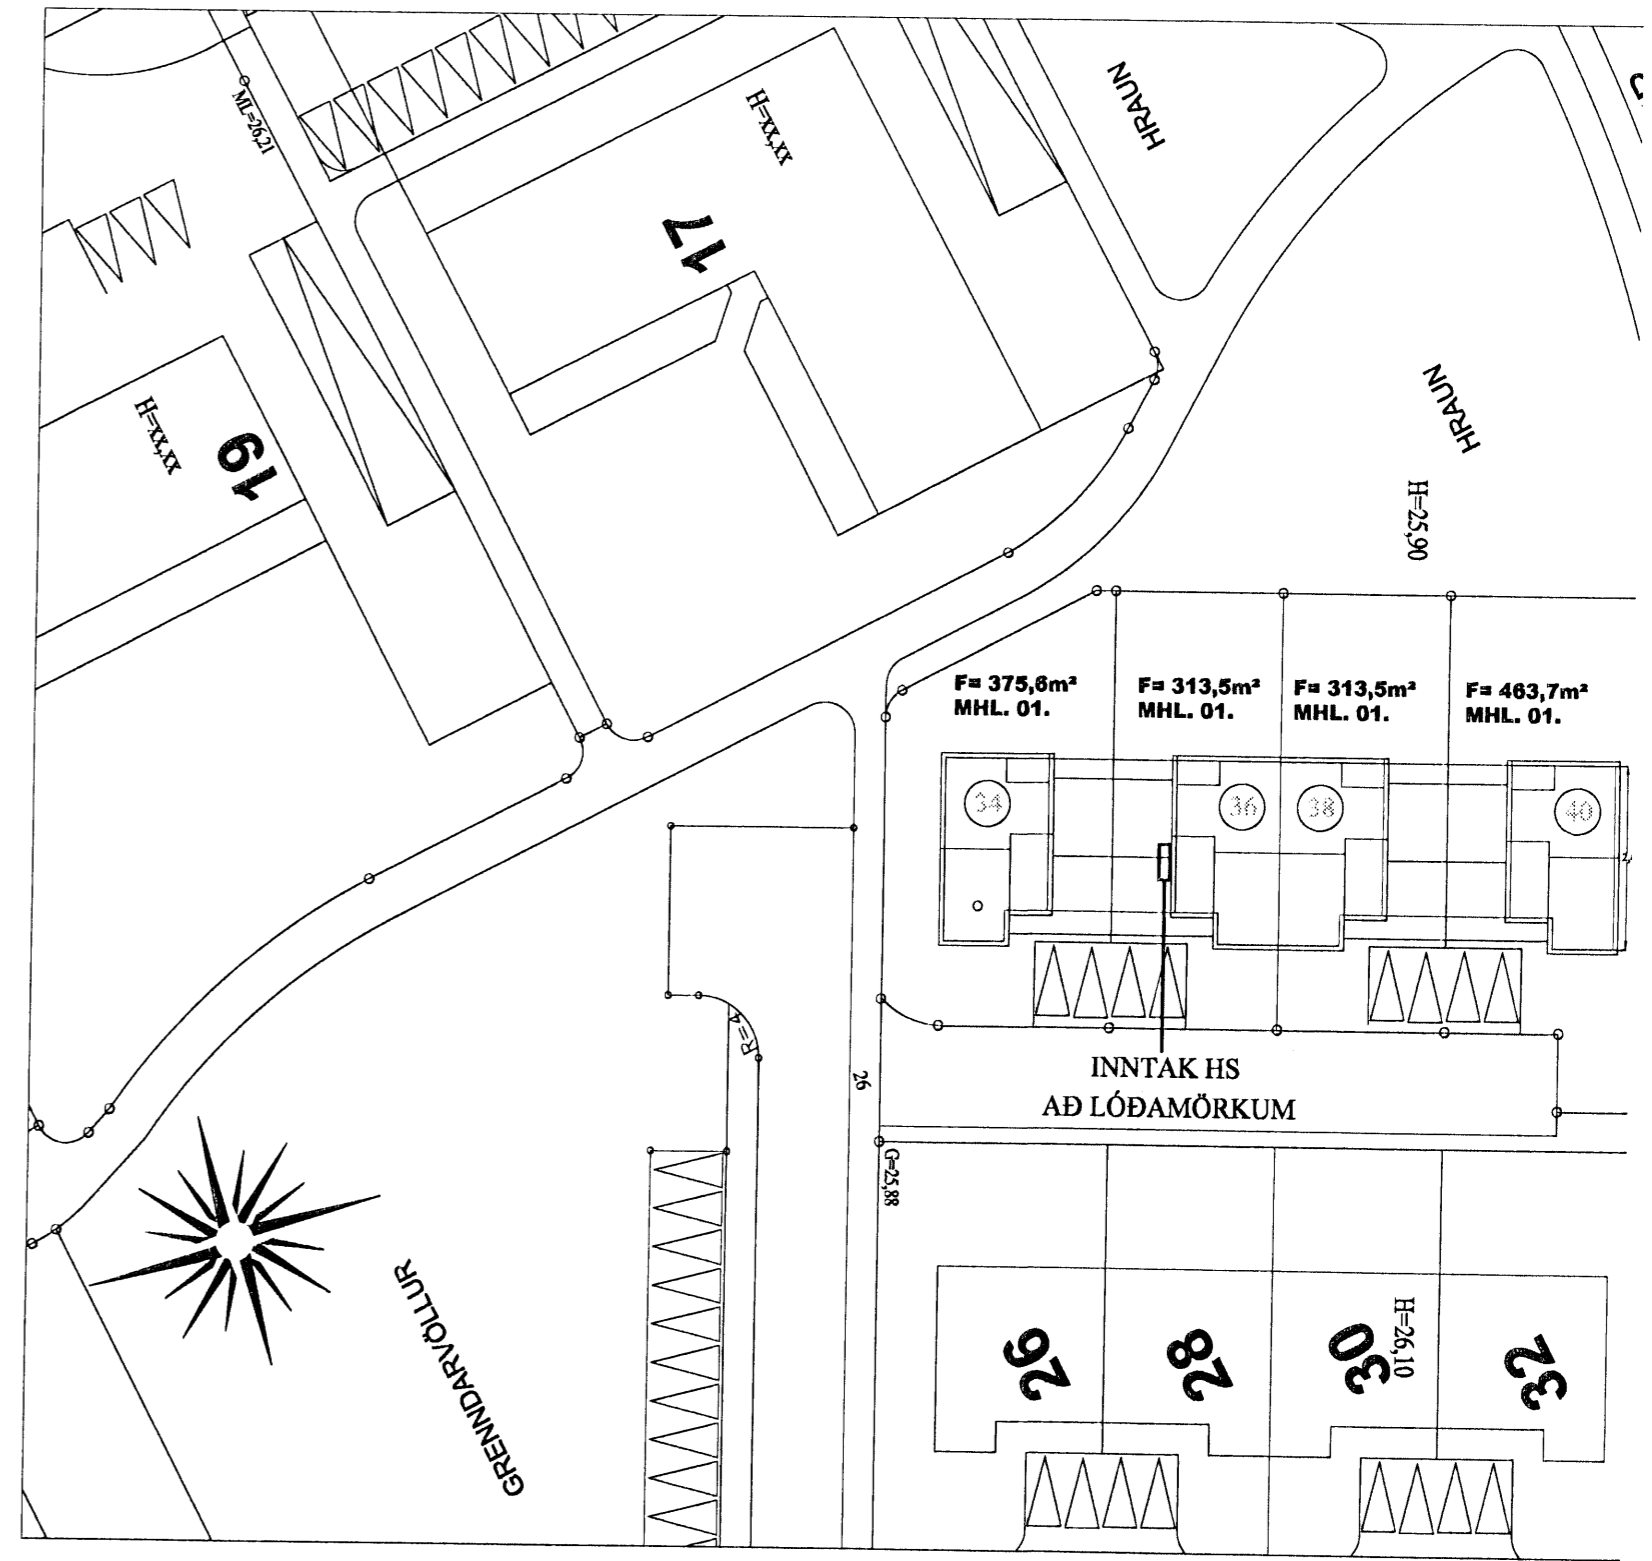 ML=26,21
H=xx,xx
17
HRAUN
H=xx,xx
19
HRAUN
H=25,90
F= 375,6m²
MHL. 01.
F= 313,5m²
MHL. 01.
F= 313,5m²
MHL. 01.
F= 463,7m²
MHL. 01.
34
36
38
40
R=4
26
INNTAK HS
AÐ LÓÐAMÖRKUM
G=25,88
GRENNDARVÖLLUR
26
28
30
H=26,10
32